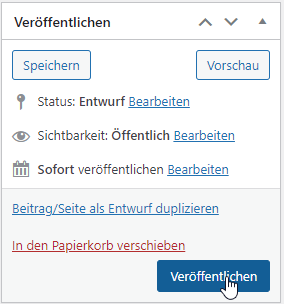 Veröffentlichen
Speichern Vorschau
Status: Entwurf Bearbeiten
Sichtbarkeit: Öffentlich Bearbeiten
Sofort veröffentlichen Bearbeiten
Beitrag/Seite als Entwurf duplizieren
In den Papierkorb verschieben
Veröffentlichen